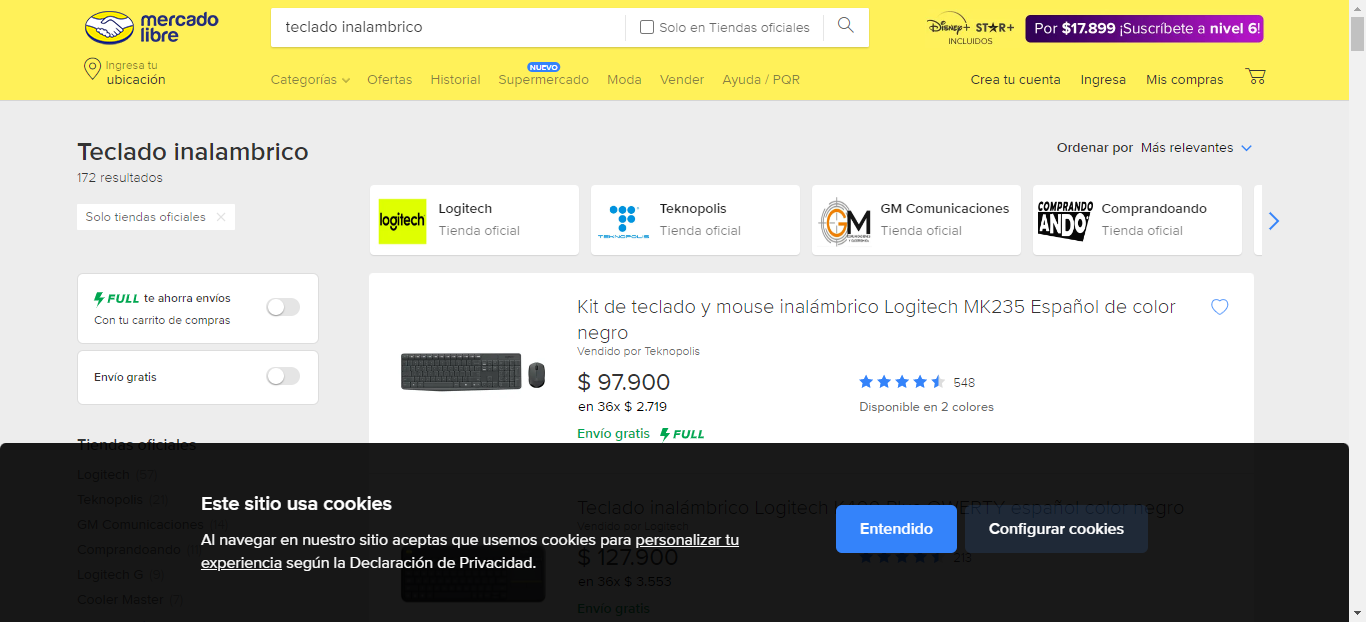 mercado
libre
teclado inalambrico
Solo en Tiendas oficiales
Disney+ STAR+
INCLUIDOS
Por $17.899 ¡Suscríbete a nivel 6!
Ingresa tu
ubicación
NUEVO
Categorías Ofertas Historial Supermercado Moda Vender Ayuda / PQR
Crea tu cuenta Ingresa Mis compras
Teclado inalambrico
172 resultados
Ordenar por Más relevantes
Solo tiendas oficiales
logitech
Logitech
Tienda oficial
TEKNOPOLIS
Teknopolis
Tienda oficial
GM
GM Comunicaciones
Tienda oficial
COMPRANDO
ANDO
Comprandoando
Tienda oficial
FULL te ahorra envíos
Con tu carrito de compras
Envío gratis
Kit de teclado y mouse inalámbrico Logitech MK235 Español de color
negro
Vendido por Teknopolis
$ 97.900
en 36x $ 2.719
548
Disponible en 2 colores
Envío gratis FULL
Tiendas oficiales
Logitech (57)
Teknopolis
GM Comunicaciones
Comprandoando
Logitech G (9)
Cooler Master (7)
Teclado inalámbrico Logitech Plus QWERTY español color negro
Vendido por Logitech
$ 127.900
en 36x $ 3.553
213
Envío gratis
Este sitio usa cookies
Al navegar en nuestro sitio aceptas que usemos cookies para personalizar tu
experiencia según la Declaración de Privacidad.
Entendido
Configurar cookies